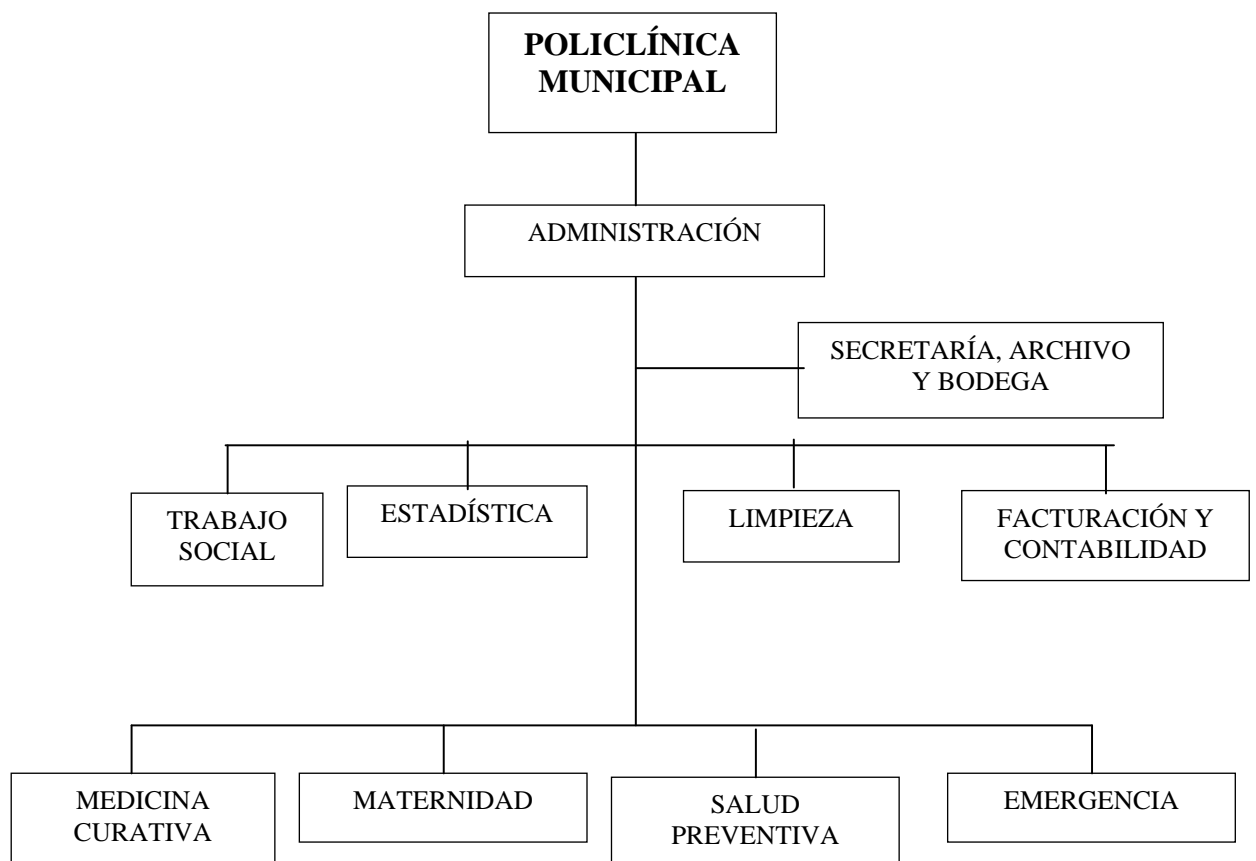 POLICLÍNICA
MUNICIPAL
ADMINISTRACIÓN
SECRETARÍA, ARCHIVO
Y BODEGA
TRABAJO
SOCIAL
ESTADÍSTICA
LIMPIEZA
FACTURACIÓN Y
CONTABILIDAD
MEDICINA
CURATIVA
MATERNIDAD
SALUD
PREVENTIVA
EMERGENCIA